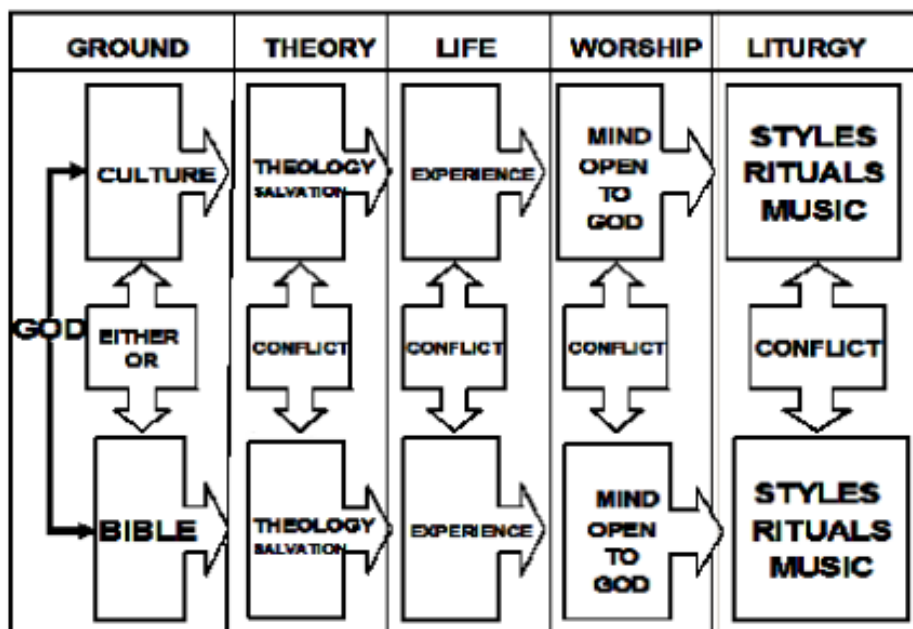 GROUND THEORY LIFE WORSHIP LITURGY
CULTURE
THEOLOGY
SALVATION
EXPERIENCE
MIND
OPEN
TO
GOD
STYLES
RITUALS
MUSIC
GOD
EITHER
OR
CONFLICT
CONFLICT
CONFLICT
CONFLICT
BIBLE
THEOLOGY
SALVATION
EXPERIENCE
MIND
OPEN
TO
GOD
STYLES
RITUALS
MUSIC